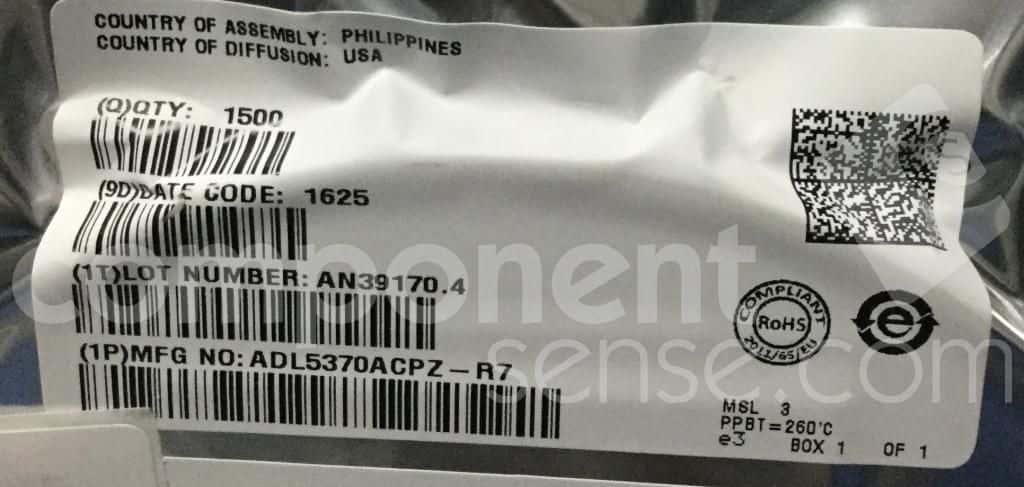 COUNTRY OF ASSEMBLY: PHILIPPINES
COUNTRY OF DIFFUSION: USA
(Q)QTY: 1500
(9D)DATE CODE: 1625
(1T)LOT NUMBER: AN39170.4
(1P)MFG NO: ADL5370ACPZ-R7
component
sense.com
COMPLIANT
RoHS
2011/65/EU
e
MSL 3
PPBT=260°C
e3 BOX 1 OF 1